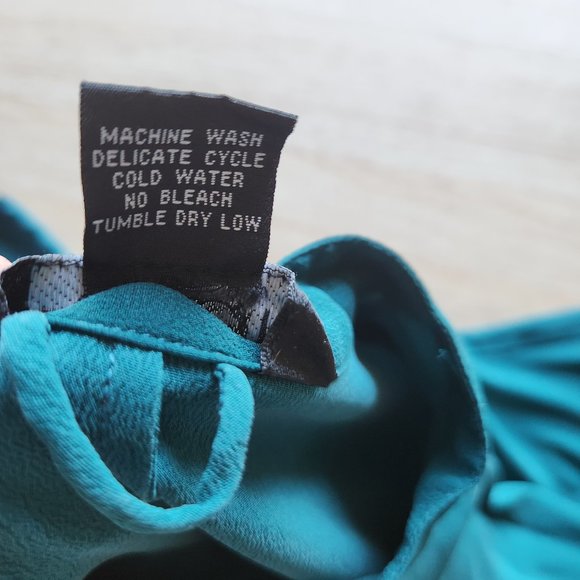 MACHINE WASH
DELICATE CYCLE
COLD WATER
NO BLEACH
TUMBLE DRY LOW